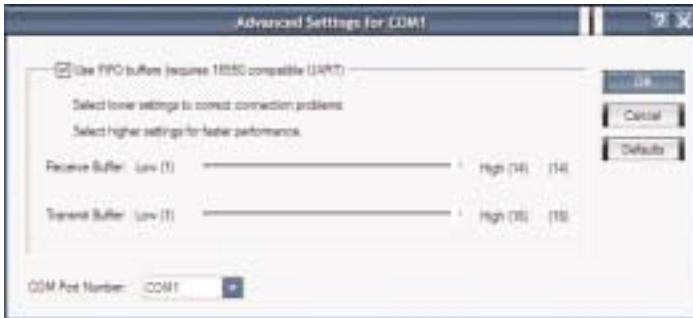 Advanced Settings for COM1
Use FIFO buffers (requires 16550 compatible UART)
Select lower settings to correct connection problems.
Select higher settings for faster performance.
Receive Buffer: Low (1) High (14) (14)
Transmit Buffer: Low (1) High (16) (16)
COM Port Number: COM1
OK
Cancel
Defaults